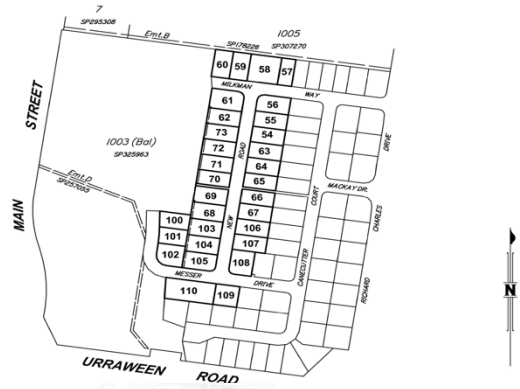 7
SP295308
Emt.B
1005
SP178226
SP307270
60 59 58 57
MILKMAN WAY
61
62
73
72
71
70
69
68
103
104
105
NEW ROAD
56
55
54
63
64
65
66
67
106
107
108
1003 (Bal)
SP325963
Emt.D
SP257055
MAIN STREET
100
101
102
MESSER DRIVE
110 109
CANECUTTER COURT
MACKAY DR.
RICHARD CHARLES DRIVE
URRAWEEN ROAD
N